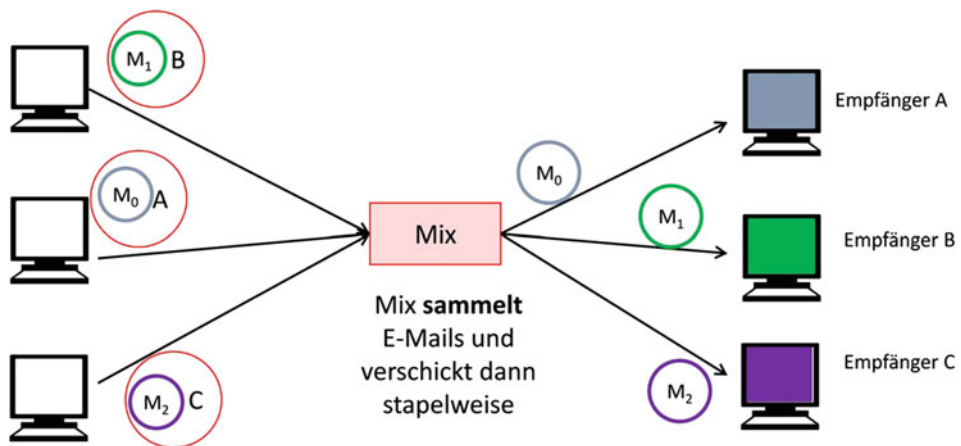 M₁ B
M₀ A
M₂ C
Mix
Mix sammelt
E-Mails und
verschickt dann
stapelweise
M₀
M₁
M₂
Empfänger A
Empfänger B
Empfänger C